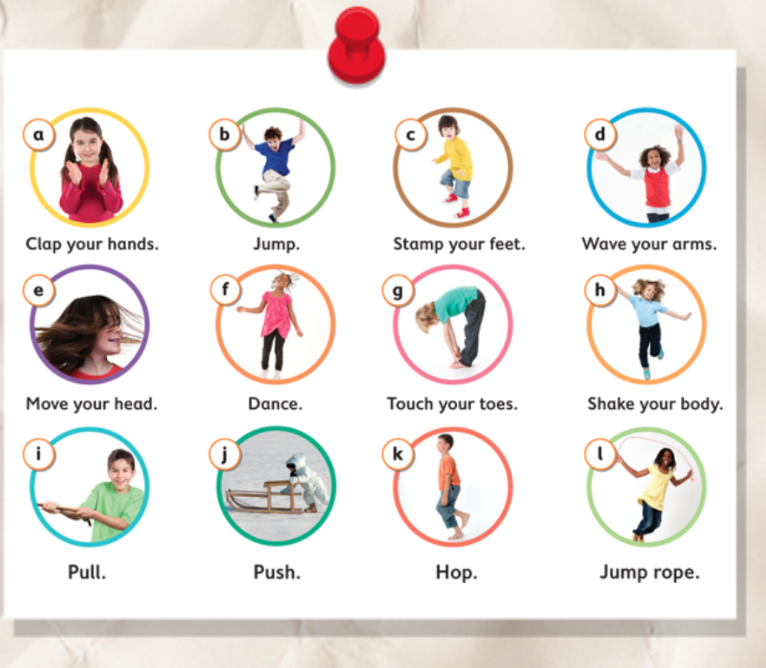 a
b
c
d
Clap your hands.
Jump.
Stamp your feet.
Wave your arms.
e
f
g
h
Move your head.
Dance.
Touch your toes.
Shake your body.
i
j
k
l
Pull.
Push.
Hop.
Jump rope.